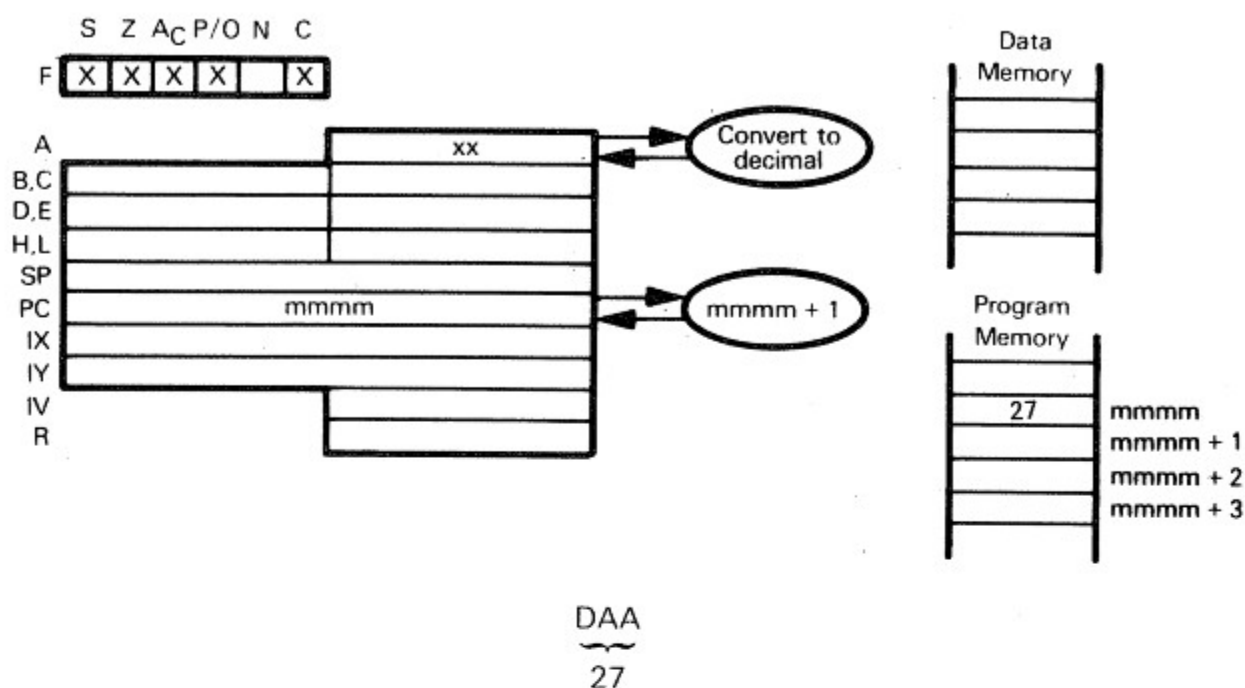 S Z AC P/O N C
F X X X X X
A xx
B,C
D,E
H,L
SP
PC mmmm
IX
IY
IV
R
Convert to
decimal
mmmm + 1
Data
Memory
Program
Memory
27 mmmm
mmmm + 1
mmmm + 2
mmmm + 3
DAA
27